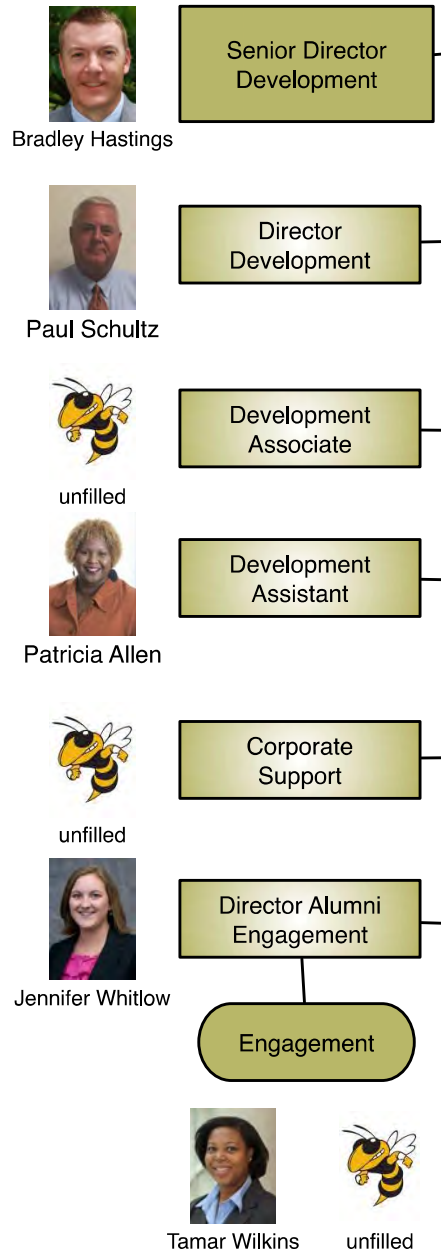 Senior Director
Development
Bradley Hastings
Director
Development
Paul Schultz
Development
Associate
unfilled
Development
Assistant
Patricia Allen
Corporate
Support
unfilled
Director Alumni
Engagement
Jennifer Whitlow
Engagement
Tamar Wilkins
unfilled